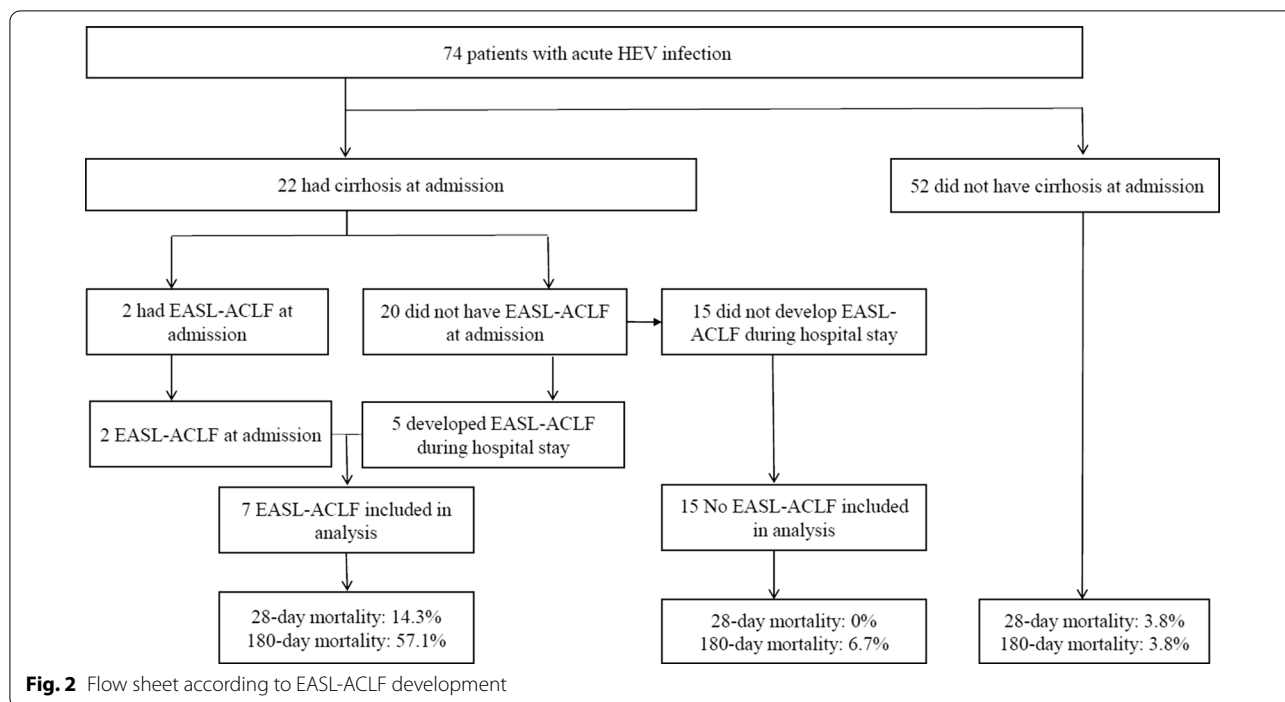 74 patients with acute HEV infection
22 had cirrhosis at admission
52 did not have cirrhosis at admission
2 had EASL-ACLF at
admission
20 did not have EASL-ACLF
at admission
15 did not develop EASL-
ACLF during hospital stay
2 EASL-ACLF at admission
5 developed EASL-ACLF
during hospital stay
7 EASL-ACLF included in
analysis
15 No EASL-ACLF included
in analysis
28-day mortality: 14.3%
180-day mortality: 57.1%
28-day mortality: 0%
180-day mortality: 6.7%
28-day mortality: 3.8%
180-day mortality: 3.8%
Fig. 2 Flow sheet according to EASL-ACLF development